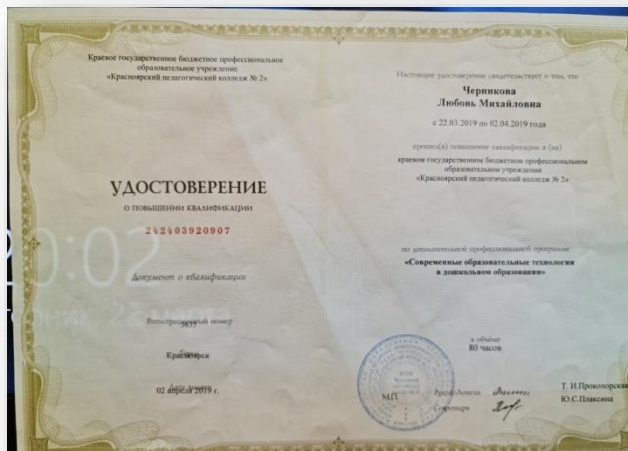 Краевое государственное бюджетное профессиональное
образовательное учреждение
«Красноярский педагогический колледж № 2»
УДОСТОВЕРЕНИЕ
О ПОВЫШЕНИИ КВАЛИФИКАЦИИ
242403920907
Документ о квалификации
Регистрационный номер
Красноярск
02 апреля 2019 г.
Настоящее удостоверение свидетельствует о том, что
Черникова
Любовь Михайловна
с 22.03.2019 по 02.04.2019 года
прошел(а) повышение квалификации в (на)
краевом государственном бюджетном профессиональном
образовательном учреждении
«Красноярский педагогический колледж № 2»
по дополнительной профессиональной программе
«Современные образовательные технологии
в дошкольном образовании»
в объёме
80 часов
М.П.
Руководитель
Т. И.Прокопорская
Секретарь
Ю.С.Плаксина